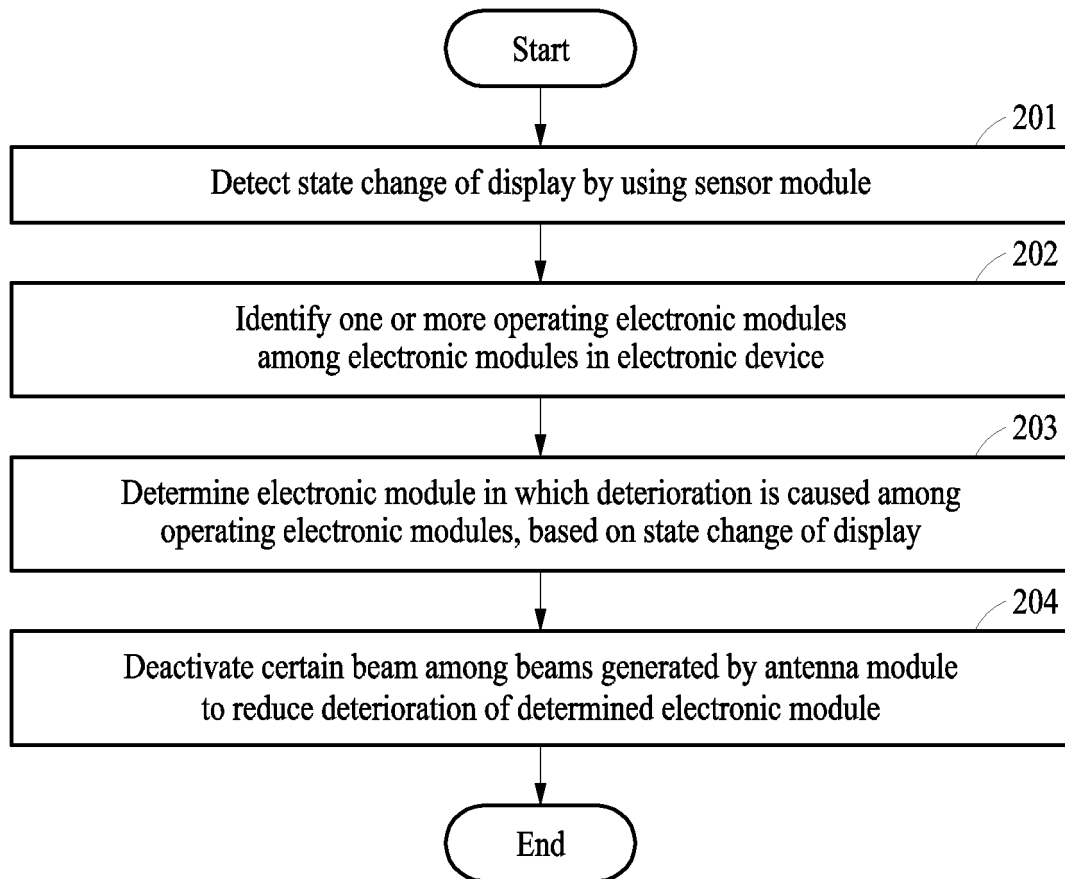 Start
201
Detect state change of display by using sensor module
202
Identify one or more operating electronic modules
among electronic modules in electronic device
203
Determine electronic module in which deterioration is caused among
operating electronic modules, based on state change of display
204
Deactivate certain beam among beams generated by antenna module
to reduce deterioration of determined electronic module
End